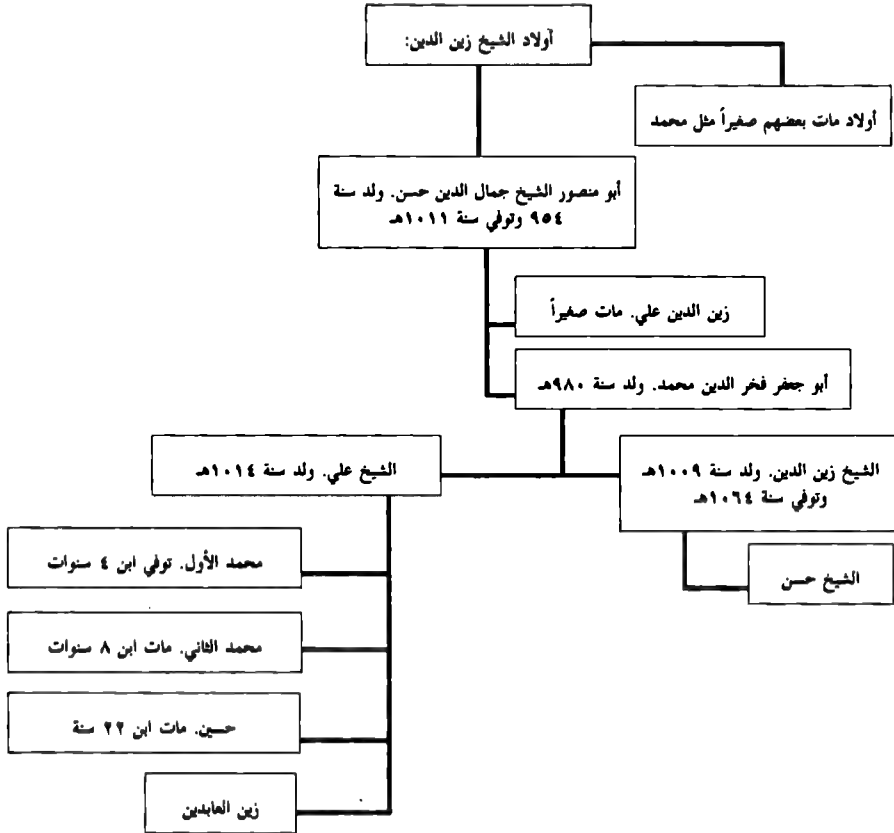 أولاد الشيخ زين الدين:
أولاد مات بعضهم صغيراً مثل محمد
أبو منصور الشيخ جمال الدين حسن. ولد سنة
٩٥٤ وتوفي سنة ١٠١١هـ
زين الدين علي. مات صغيراً
أبو جعفر فخر الدين محمد. ولد سنة ٩٨٠هـ
الشيخ زين الدين. ولد سنة ١٠٠٩هـ
وتوفي سنة ١٠٦٤هـ
الشيخ علي. ولد سنة ١٠١٤هـ
الشيخ حسن
محمد الأول. توفي ابن ٤ سنوات
محمد الثاني. مات ابن ٨ سنوات
حسين. مات ابن ٢٢ سنة
زين العابدين